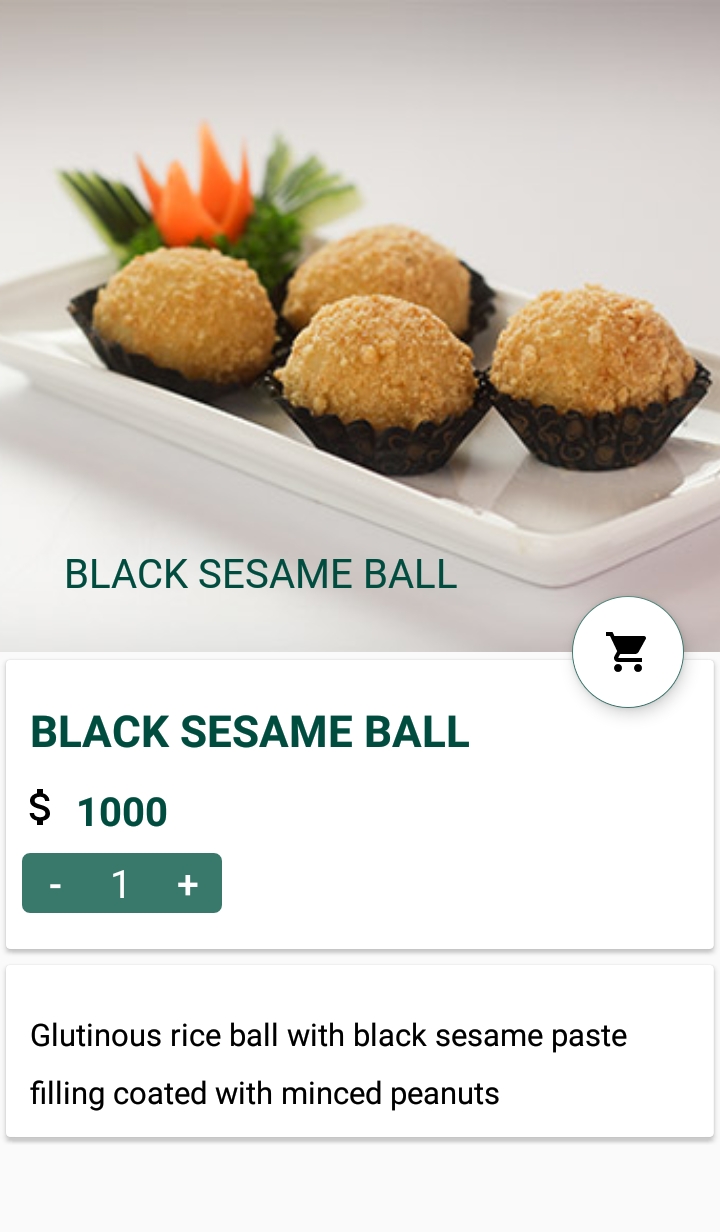 BLACK SESAME BALL
BLACK SESAME BALL
$ 1000
- 1 +
Glutinous rice ball with black sesame paste
filling coated with minced peanuts